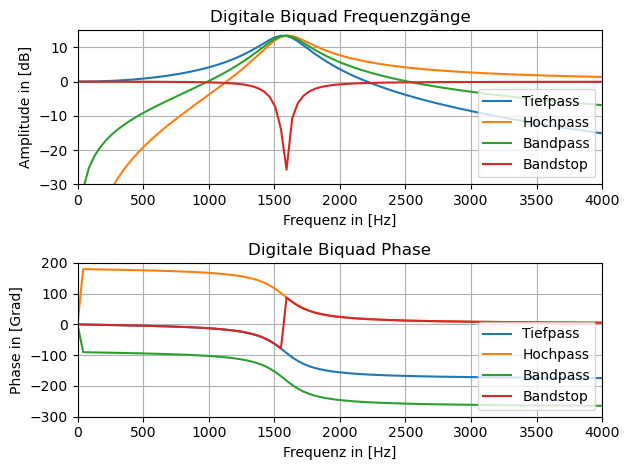 Digitale Biquad Frequenzgänge
Amplitude in [dB]
10
0
−10
−20
−30
Tiefpass
Hochpass
Bandpass
Bandstop
0 500 1000 1500 2000 2500 3000 3500 4000
Frequenz in [Hz]
Digitale Biquad Phase
Phase in [Grad]
200
100
0
−100
−200
−300
Tiefpass
Hochpass
Bandpass
Bandstop
0 500 1000 1500 2000 2500 3000 3500 4000
Frequenz in [Hz]